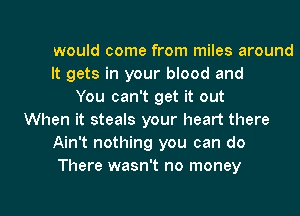 would come from miles around
It gets in your blood and
You can't get it out
When it steals your heart there
Ain't nothing you can do
There wasn't no money